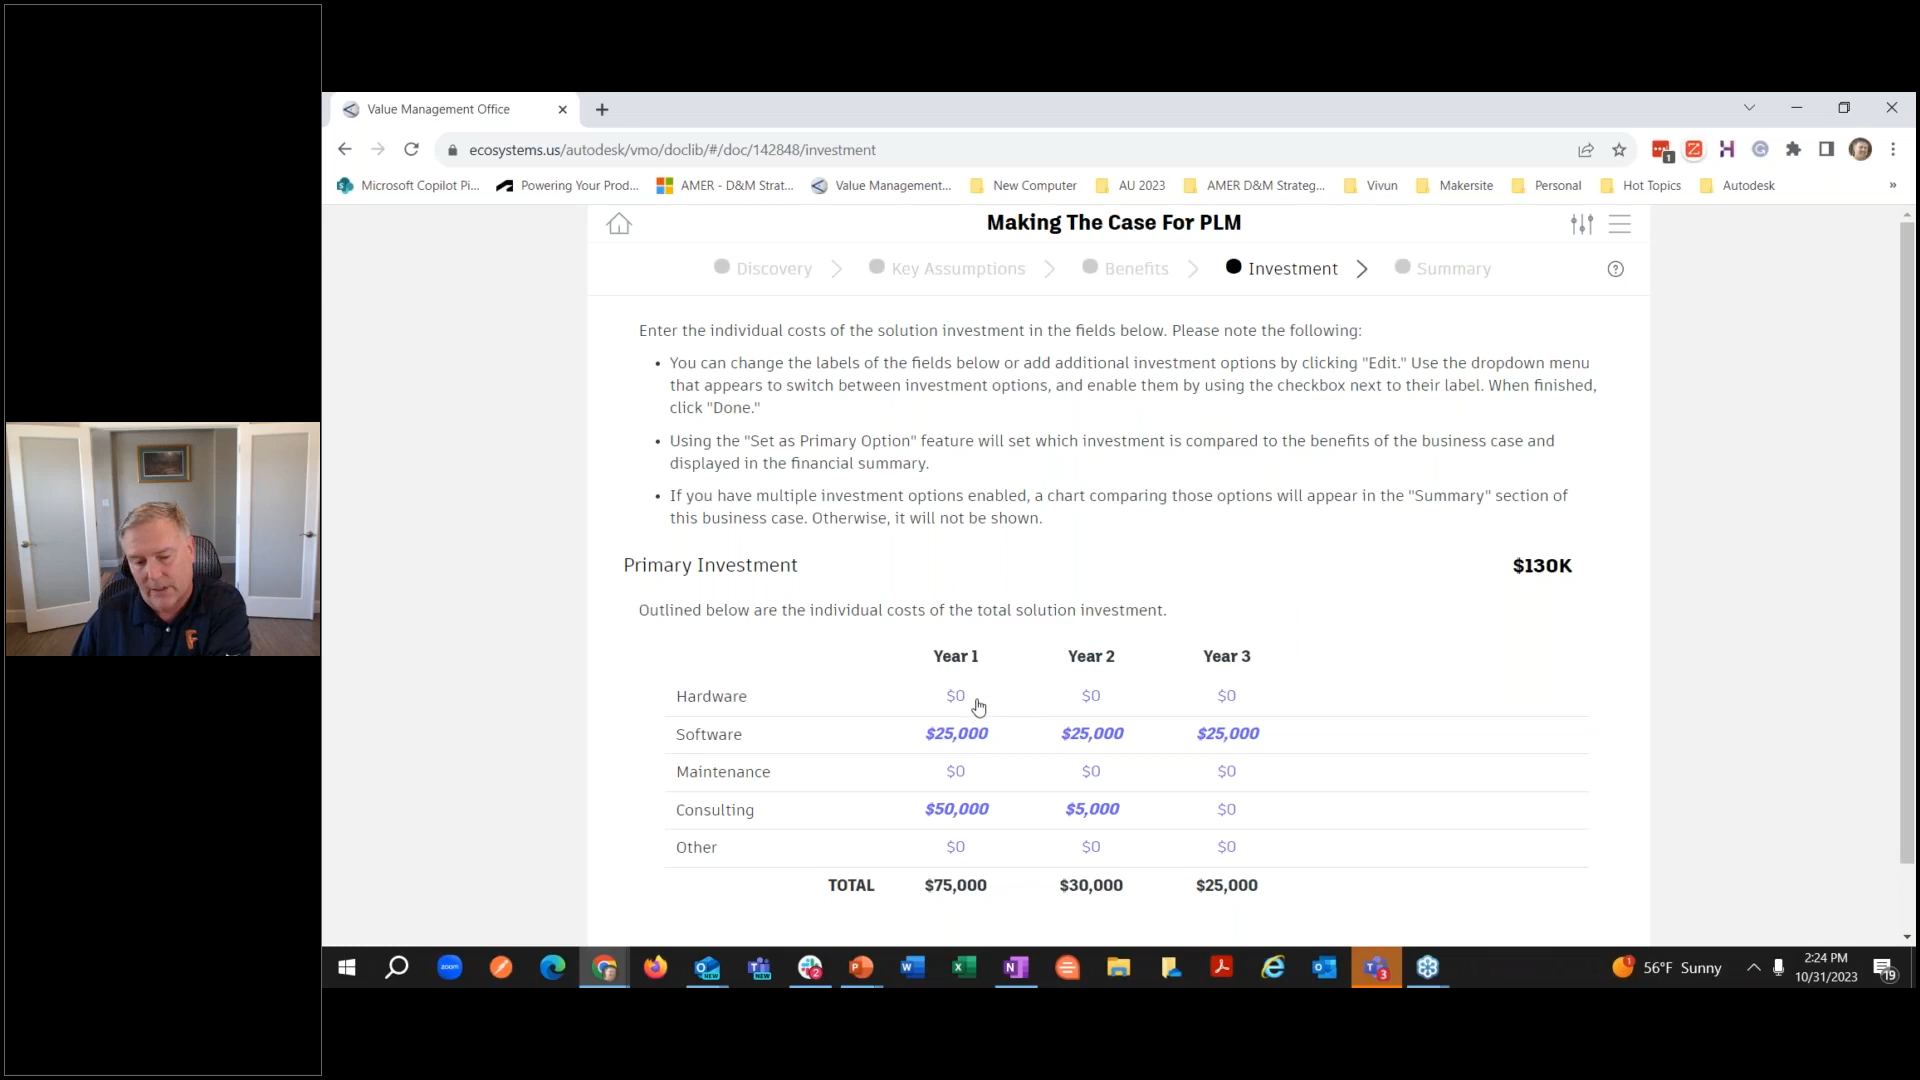 Value Management Office
ecosystems.us/autodesk/vmo/doclib/#/doc/142848/investment
1
Microsoft Copilot Pi...
Powering Your Prod...
AMER - D&M Strat...
Value Management...
New Computer
AU 2023
AMER D&M Strateg...
Vivun
Makersite
Personal
Hot Topics
Autodesk
»
Making The Case For PLM
Discovery
Key Assumptions
Benefits
Investment
Summary
?
Enter the individual costs of the solution investment in the fields below. Please note the following:
• You can change the labels of the fields below or add additional investment options by clicking "Edit." Use the dropdown menu
that appears to switch between investment options, and enable them by using the checkbox next to their label. When finished,
click "Done."
• Using the "Set as Primary Option" feature will set which investment is compared to the benefits of the business case and
displayed in the financial summary.
• If you have multiple investment options enabled, a chart comparing those options will appear in the "Summary" section of
this business case. Otherwise, it will not be shown.
Primary Investment $130K
Outlined below are the individual costs of the total solution investment.
Year 1 Year 2 Year 3
Hardware $0 $0 $0
Software $25,000 $25,000 $25,000
Maintenance $0 $0 $0
Consulting $50,000 $5,000 $0
Other $0 $0 $0
TOTAL $75,000 $30,000 $25,000
zoom
NEW
NEW
2
3
56°F Sunny
2:24 PM
10/31/2023
19